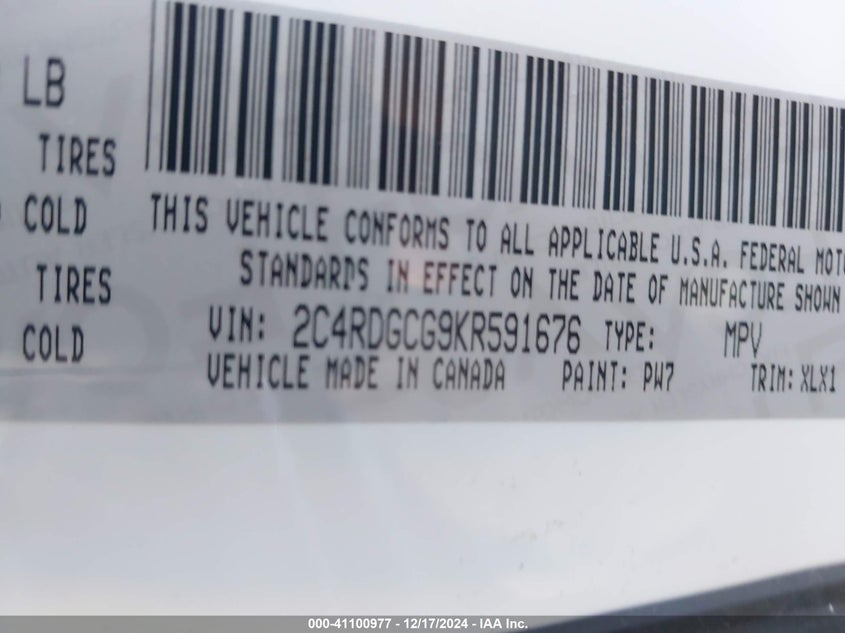 LB
TIRES
COLD
TIRES
COLD
THIS VEHICLE CONFORMS TO ALL APPLICABLE U.S.A. FEDERAL MOTO
STANDARDS IN EFFECT ON THE DATE OF MANUFACTURE SHOWN
VIN: 2C4RDGCG9KR591676 TYPE: MPV
VEHICLE MADE IN CANADA PAINT: PW7 TRIM: XLX1
000-41100977 - 12/17/2024 - IAA Inc.